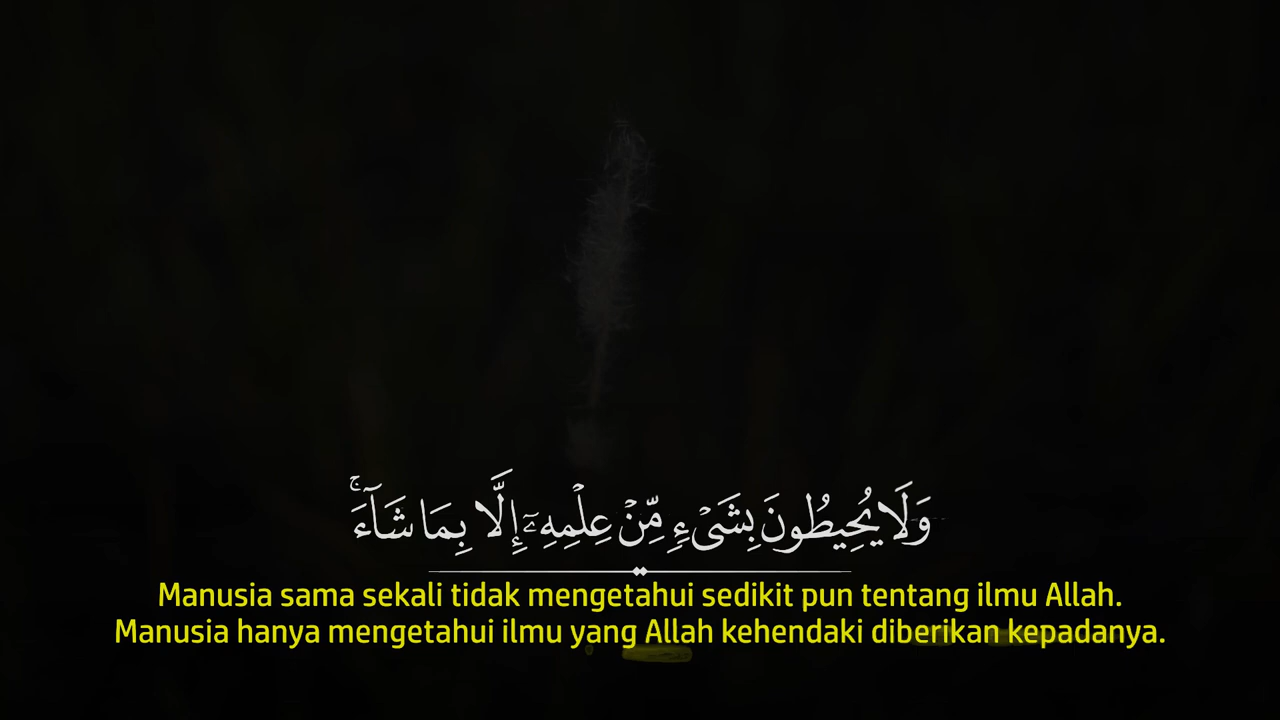 وَلَا يُحِيطُونَ بِشَىْءٍ مِّنْ عِلْمِهِۦٓ إِلَّا بِمَا شَآءَ ۚ
Manusia sama sekali tidak mengetahui sedikit pun tentang ilmu Allah.
Manusia hanya mengetahui ilmu yang Allah kehendaki diberikan kepadanya.